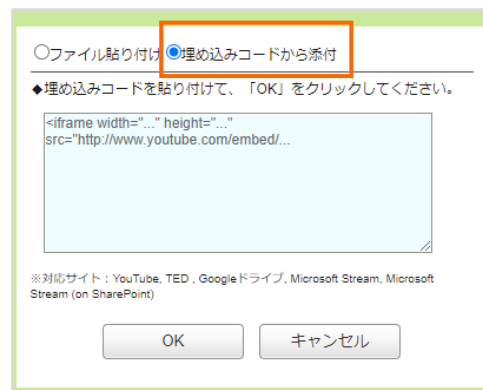 ファイル貼り付け 埋め込みコードから添付
◆埋め込みコードを貼り付けて、「OK」をクリックしてください。
<iframe width="..." height="..."
src="http://www.youtube.com/embed/...
※対応サイト：YouTube, TED , Googleドライブ, Microsoft Stream, Microsoft
Stream (on SharePoint)
OK キャンセル